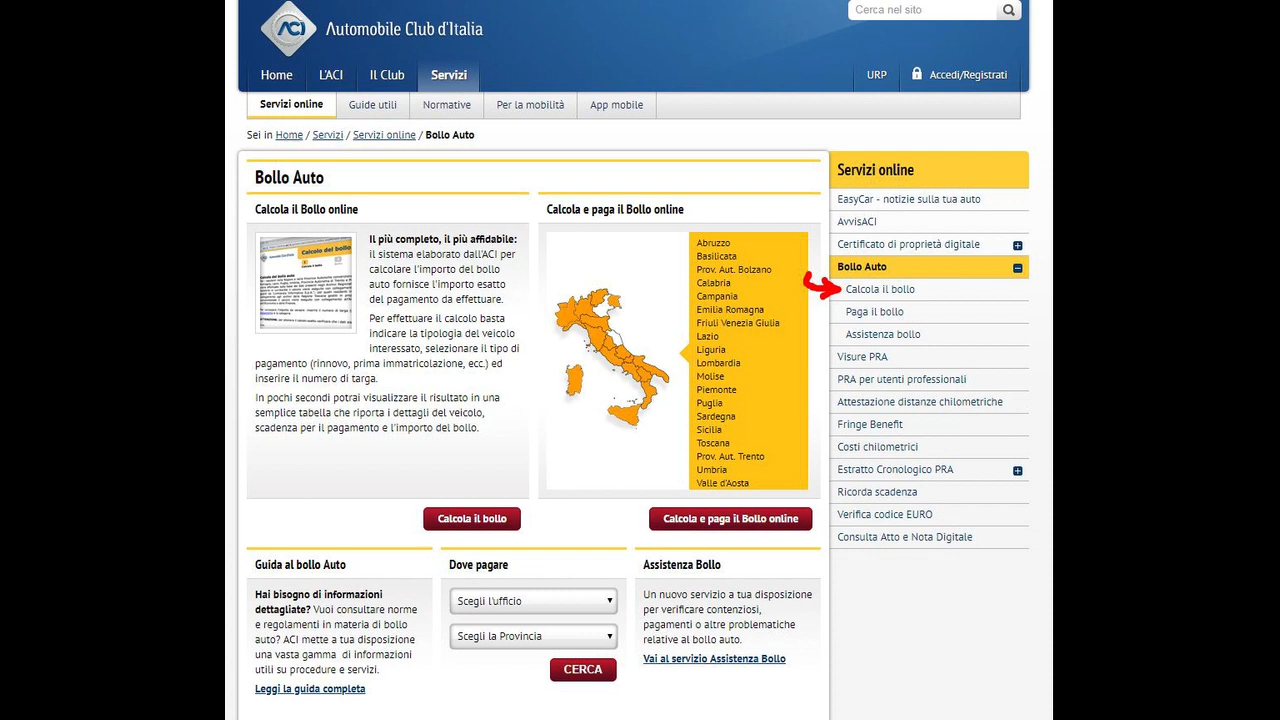 Cerca nel sito
ACI
Automobile Club d'Italia
Home L'ACI Il Club Servizi URP Accedi/Registrati
Servizi online Guide utili Normative Per la mobilità App mobile
Sei in Home / Servizi / Servizi online / Bollo Auto
Bollo Auto
Calcola il Bollo online
Calcolo del bollo
Il più completo, il più affidabile:
il sistema elaborato dall'ACI per
calcolare l'importo del bollo
auto fornisce l'importo esatto
del pagamento da effettuare.
Per effettuare il calcolo basta
indicare la tipologia del veicolo
interessato, selezionare il tipo di
pagamento (rinnovo, prima immatricolazione, ecc.) ed
inserire il numero di targa.
In pochi secondi potrai visualizzare il risultato in una
semplice tabella che riporta i dettagli del veicolo,
scadenza per il pagamento e l'importo del bollo.
Calcola il bollo
Calcola e paga il Bollo online
Abruzzo
Basilicata
Prov. Aut. Bolzano
Calabria
Campania
Emilia Romagna
Friuli Venezia Giulia
Lazio
Liguria
Lombardia
Molise
Piemonte
Puglia
Sardegna
Sicilia
Toscana
Prov. Aut. Trento
Umbria
Valle d'Aosta
Calcola e paga il Bollo online
Guida al bollo Auto
Hai bisogno di informazioni
dettagliate? Vuoi consultare norme
e regolamenti in materia di bollo
auto? ACI mette a tua disposizione
una vasta gamma di informazioni
utili su procedure e servizi.
Leggi la guida completa
Dove pagare
Scegli l'ufficio
Scegli la Provincia
CERCA
Assistenza Bollo
Un nuovo servizio a tua disposizione
per verificare contenziosi,
pagamenti o altre problematiche
relative al bollo auto.
Vai al servizio Assistenza Bollo
Servizi online
EasyCar - notizie sulla tua auto
AvvisACI
Certificato di proprietà digitale
Bollo Auto
Calcola il bollo
Paga il bollo
Assistenza bollo
Visure PRA
PRA per utenti professionali
Attestazione distanze chilometriche
Fringe Benefit
Costi chilometrici
Estratto Cronologico PRA
Ricorda scadenza
Verifica codice EURO
Consulta Atto e Nota Digitale